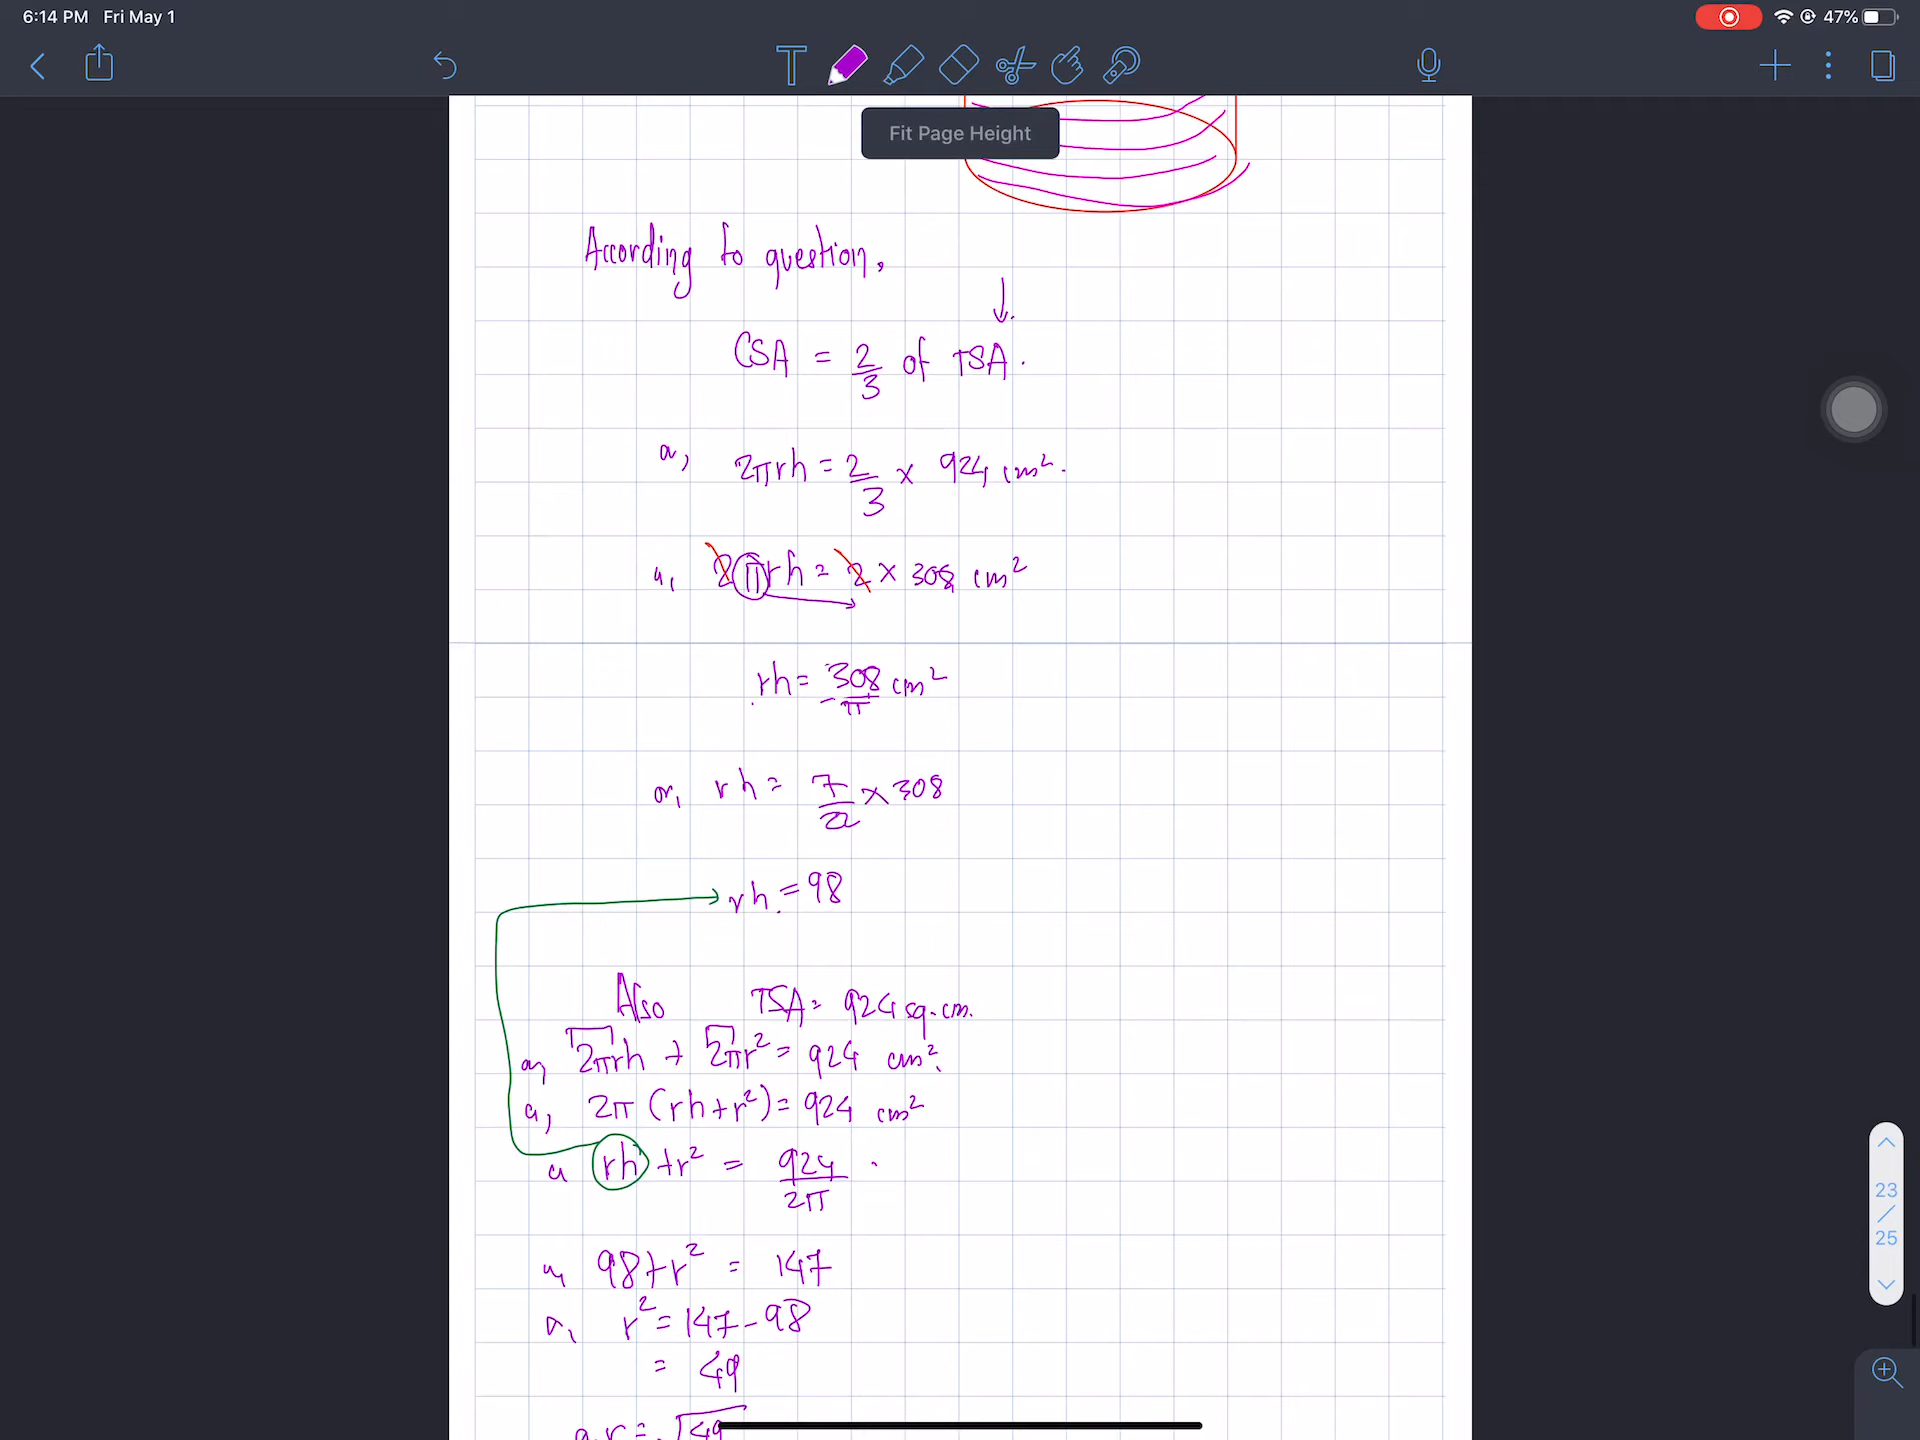 6:14 PM Fri May 1
47%
Fit Page Height
According to question,
CSA = 2/3 of TSA.
or, 2πrh = 2/3 × 924 cm².
or, 2πrh = 2 × 308 cm²
rh = 308/π cm²
or, rh = 7/22 × 308
rh = 98
Also TSA = 924 sq.cm.
or, 2πrh + 2πr² = 924 cm².
or, 2π (rh + r²) = 924 cm²
or rh + r² = 924/2π
or, 98 + r² = 147
or, r² = 147 - 98
= 49
or r = √49
23
/
25